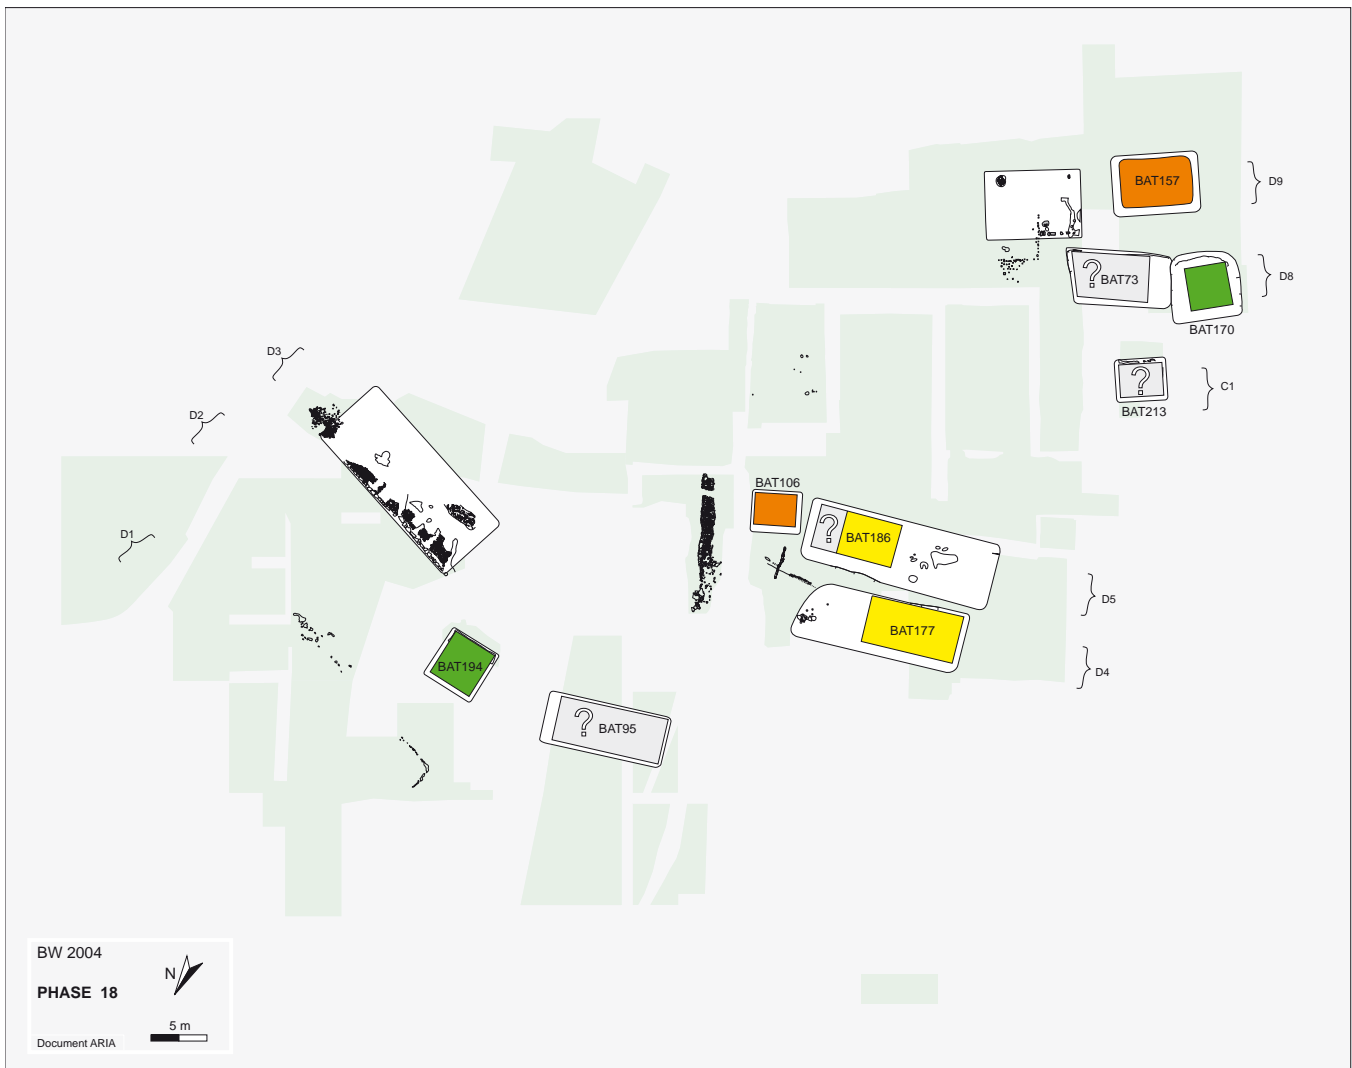 BAT157
D9
?
BAT73
D8
BAT170
D3
?
BAT213
C1
D2
BAT106
?
BAT186
D1
D5
BAT177
BAT194
D4
?
BAT95
BW 2004
N
PHASE 18
5 m
Document ARIA